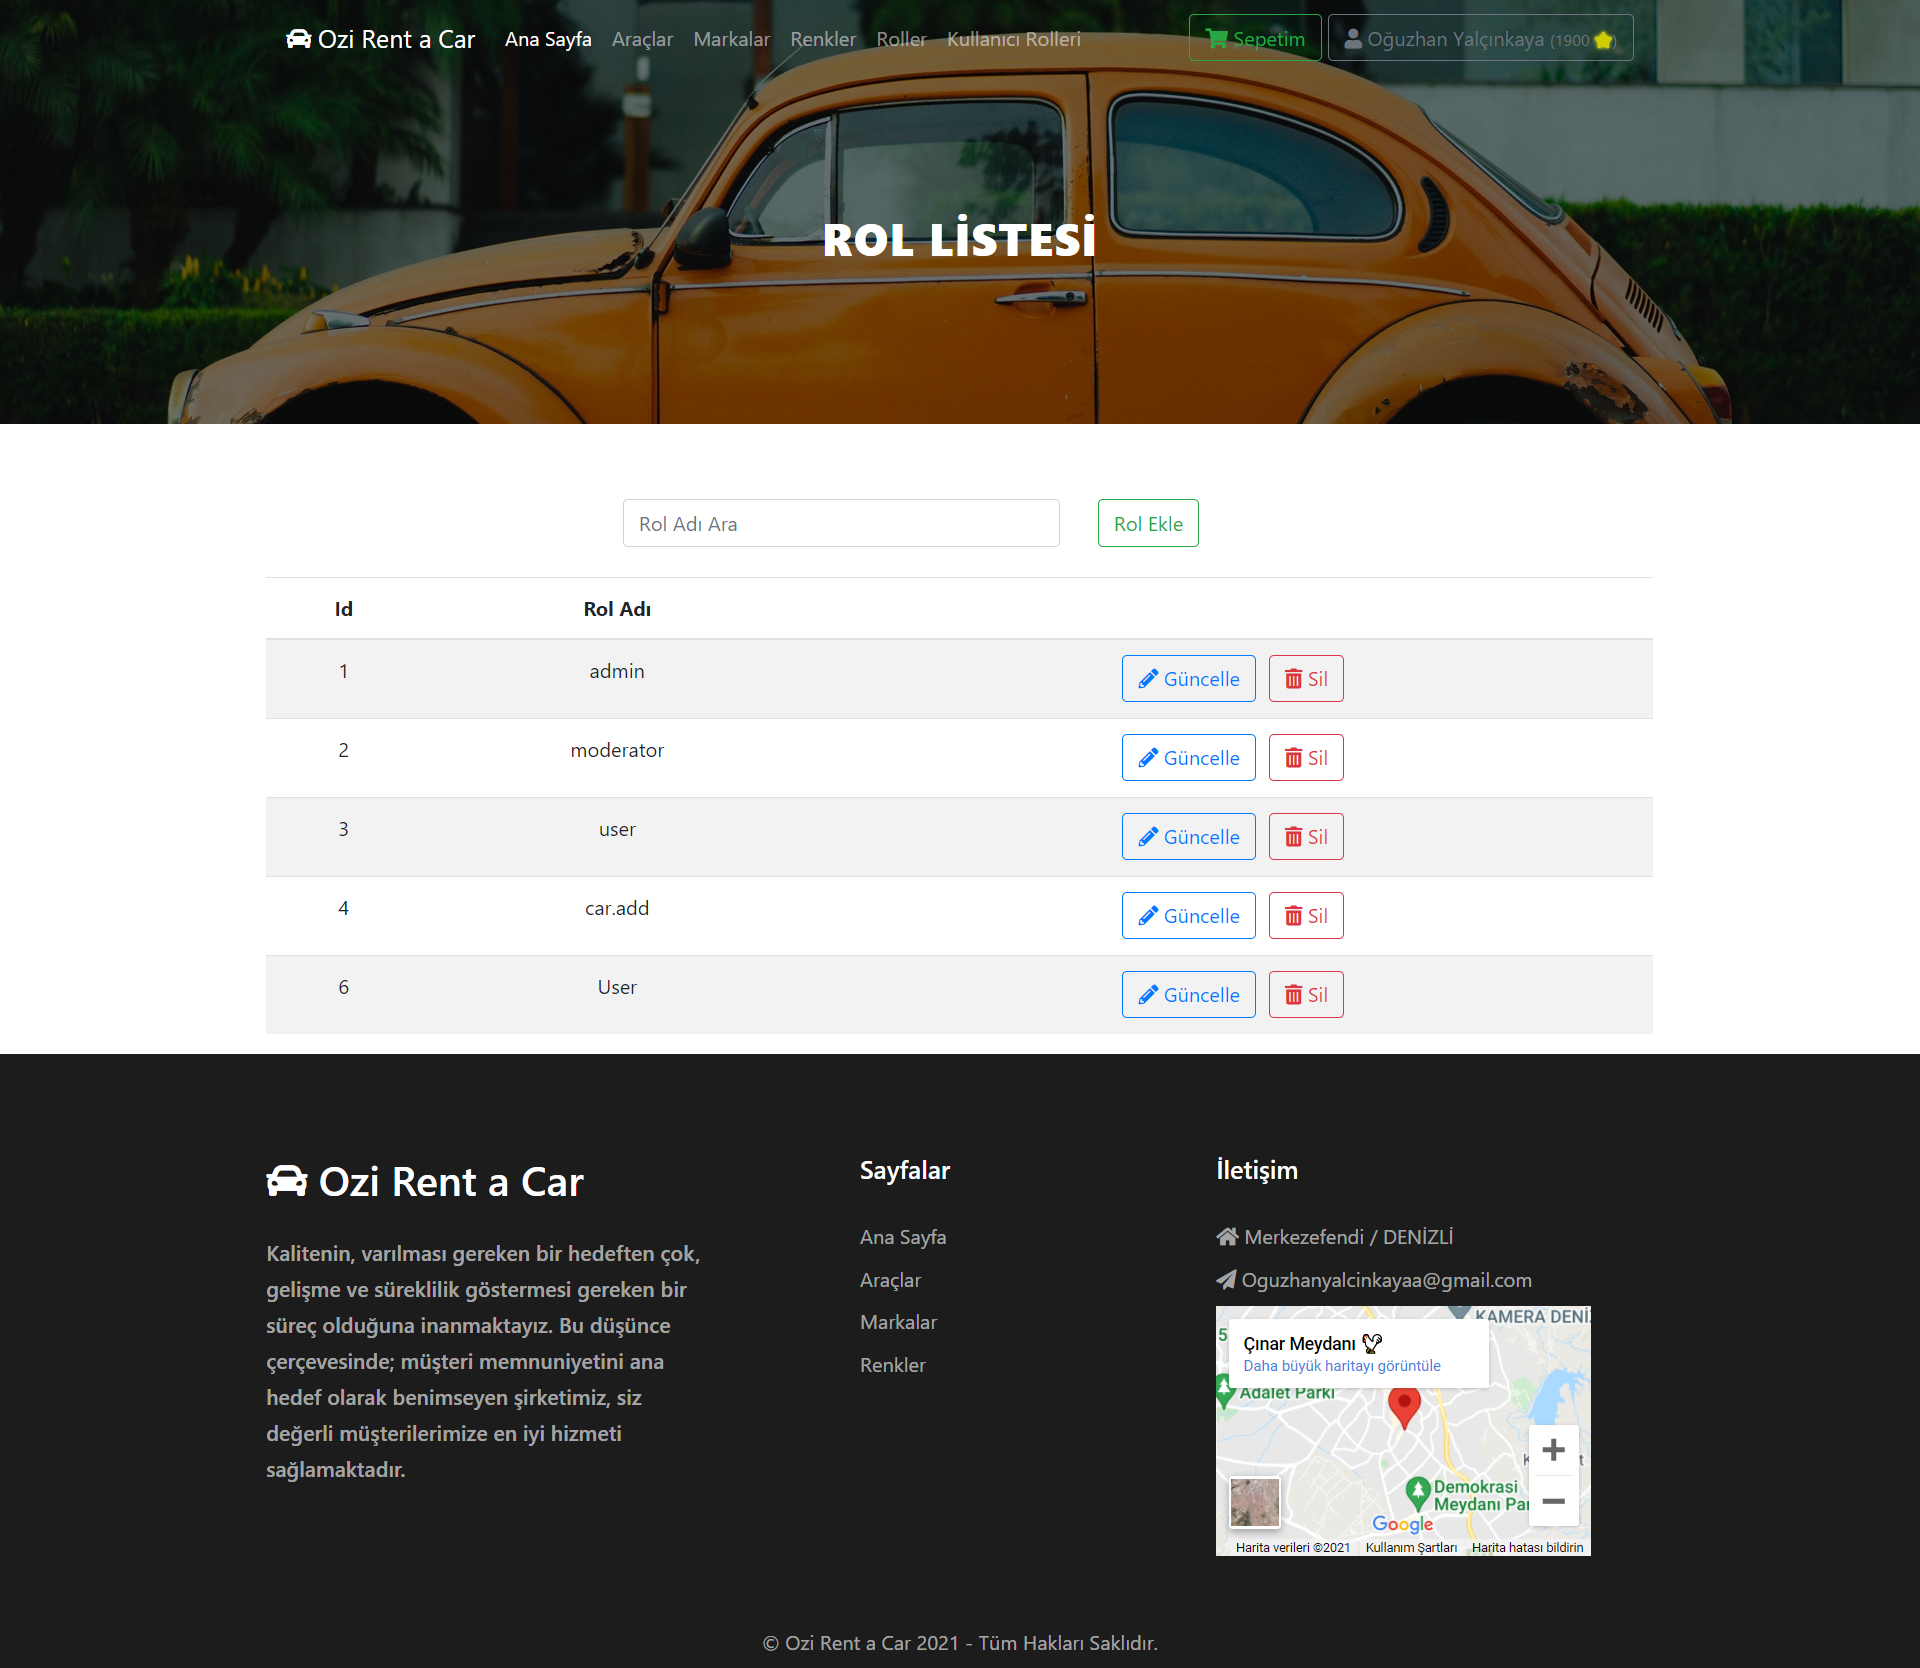 Ozi Rent a Car Ana Sayfa Araçlar Markalar Renkler Roller Kullanıcı Rolleri Sepetim Oğuzhan Yalçınkaya (1900 )
ROL LİSTESİ
Rol Adı Ara Rol Ekle
Id Rol Adı
1 admin Güncelle Sil
2 moderator Güncelle Sil
3 user Güncelle Sil
4 car.add Güncelle Sil
6 User Güncelle Sil
Ozi Rent a Car
Kalitenin, varılması gereken bir hedeften çok,
gelişme ve süreklilik göstermesi gereken bir
süreç olduğuna inanmaktayız. Bu düşünce
çerçevesinde; müşteri memnuniyetini ana
hedef olarak benimseyen şirketimiz, siz
değerli müşterilerimize en iyi hizmeti
sağlamaktadır.
Sayfalar
Ana Sayfa
Araçlar
Markalar
Renkler
İletişim
Merkezefendi / DENİZLİ
Oguzhanyalcinkayaa@gmail.com
KAMERA DENİZ
5
Çınar Meydanı
Daha büyük haritayı görüntüle
Adalet Parkı
Demokrasi
Meydanı Par
Google
Harita verileri ©2021 Kullanım Şartları Harita hatası bildirin
© Ozi Rent a Car 2021 - Tüm Hakları Saklıdır.